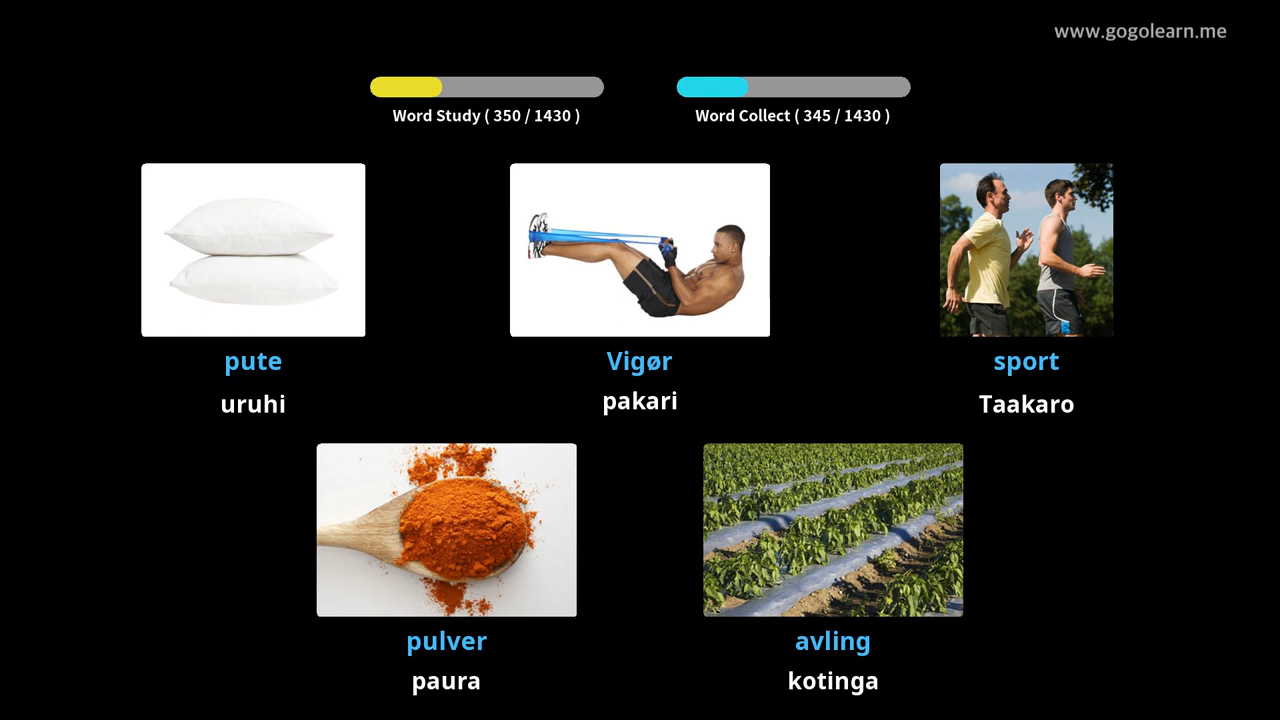 www.gogolearn.me
Word Study ( 350 / 1430 )
Word Collect ( 345 / 1430 )
pute
uruhi
Vigør
pakari
sport
Taakaro
pulver
paura
avling
kotinga